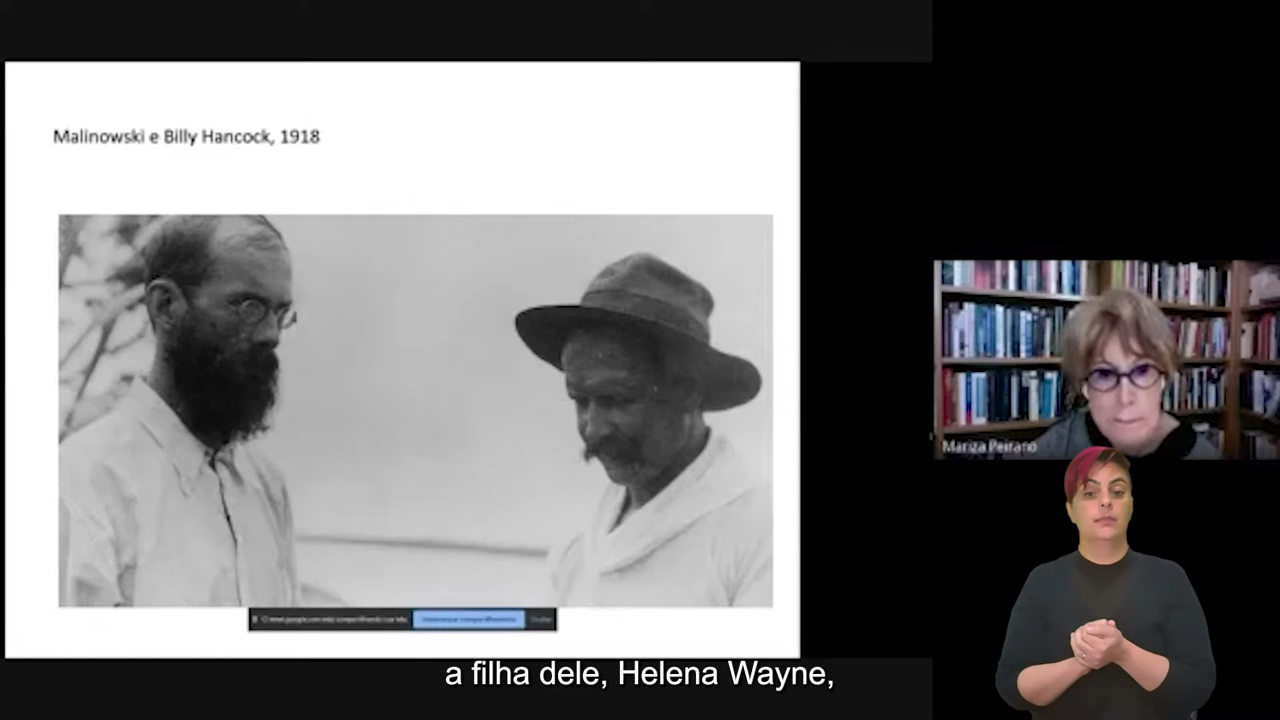 Malinowski e Billy Hancock, 1918
Mariza Peirano
a filha dele, Helena Wayne,